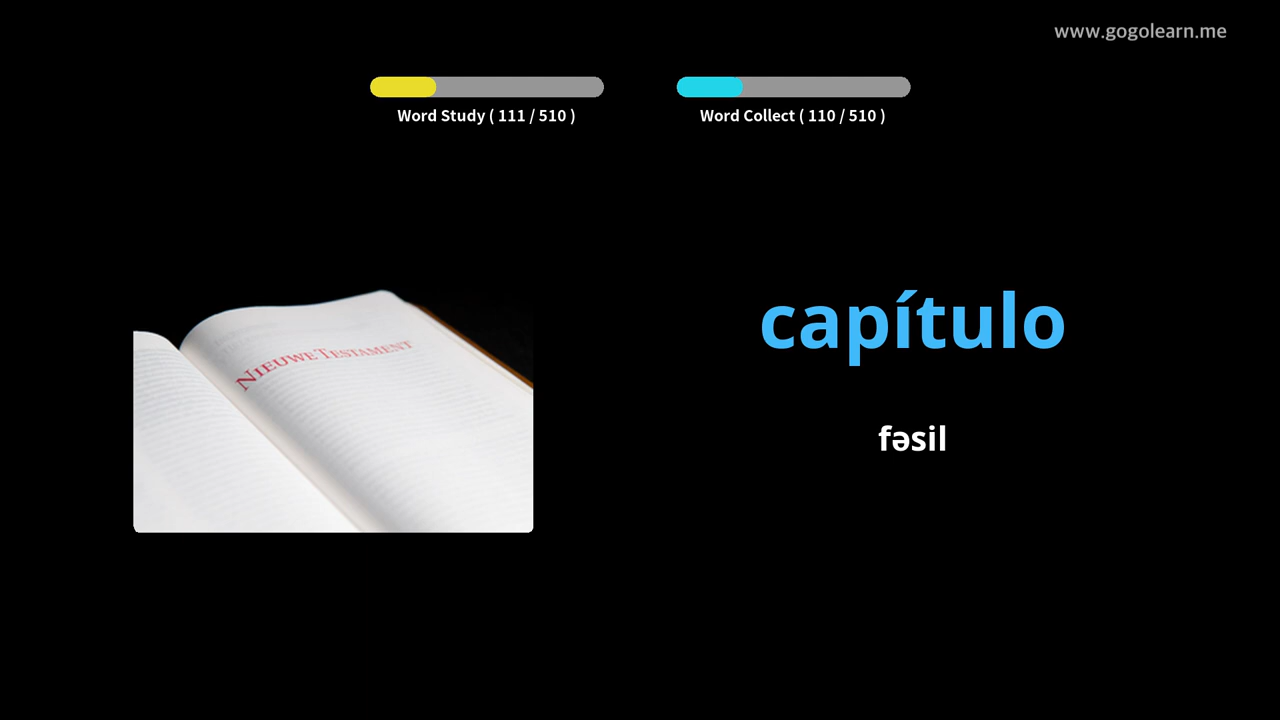 www.gogolearn.me
Word Study ( 111 / 510 )
Word Collect ( 110 / 510 )
NIEUWE TESTAMENT
capítulo
fəsil